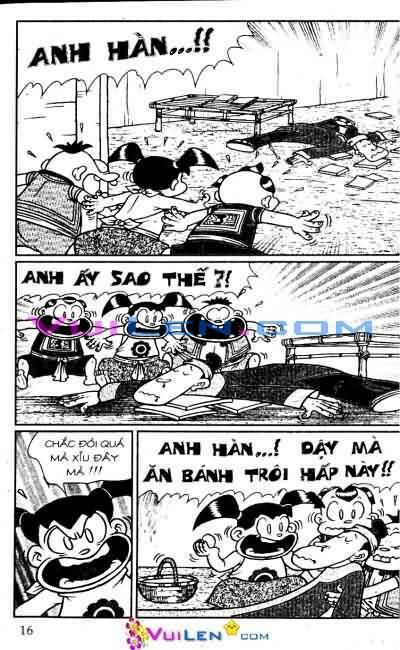 ANH HÀN...!!
ANH ẤY SAO THẾ ?!
VuiLen.com
CHẮC ĐÓI QUÁ
MÀ XỈU ĐÂY
MÀ !!!
ANH HÀN...! DẬY MÀ
ĂN BÁNH TRÔI HẤP NÀY!!
16
VuiLen.com